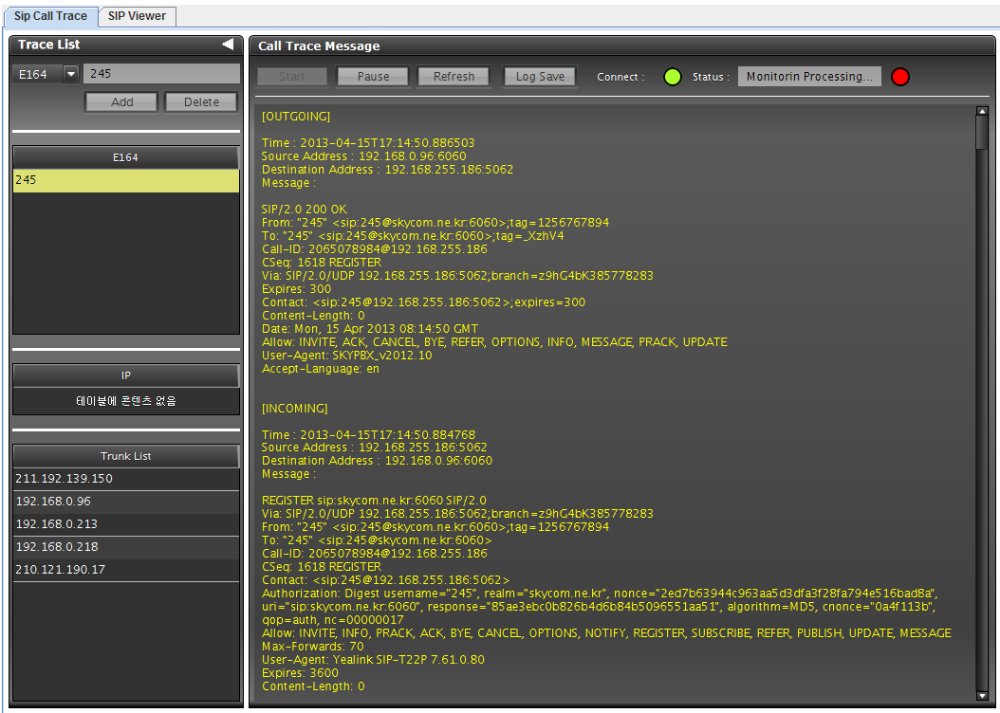 Sip Call Trace
SIP Viewer
Trace List
E164
245
Add
Delete
E164
245
IP
테이블에 콘텐츠 없음
Trunk List
211.192.139.150
192.168.0.96
192.168.0.213
192.168.0.218
210.121.190.17
Call Trace Message
Start
Pause
Refresh
Log Save
Connect :
Status :
Monitorin Processing...
[OUTGOING]
Time : 2013-04-15T17:14:50.886503
Source Address : 192.168.0.96:6060
Destination Address : 192.168.255.186:5062
Message :
SIP/2.0 200 OK
From: "245" <sip:245@skycom.ne.kr:6060>;tag=1256767894
To: "245" <sip:245@skycom.ne.kr:6060>;tag=_XzhV4
Call-ID: 2065078984@192.168.255.186
CSeq: 1618 REGISTER
Via: SIP/2.0/UDP 192.168.255.186:5062;branch=z9hG4bK385778283
Expires: 300
Contact: <sip:245@192.168.255.186:5062>;expires=300
Content-Length: 0
Date: Mon, 15 Apr 2013 08:14:50 GMT
Allow: INVITE, ACK, CANCEL, BYE, REFER, OPTIONS, INFO, MESSAGE, PRACK, UPDATE
User-Agent: SKYPBX_v2012.10
Accept-Language: en
[INCOMING]
Time : 2013-04-15T17:14:50.884768
Source Address : 192.168.255.186:5062
Destination Address : 192.168.0.96:6060
Message :
REGISTER sip:skycom.ne.kr:6060 SIP/2.0
Via: SIP/2.0/UDP 192.168.255.186:5062;branch=z9hG4bK385778283
From: "245" <sip:245@skycom.ne.kr:6060>;tag=1256767894
To: "245" <sip:245@skycom.ne.kr:6060>
Call-ID: 2065078984@192.168.255.186
CSeq: 1618 REGISTER
Contact: <sip:245@192.168.255.186:5062>
Authorization: Digest username="245", realm="skycom.ne.kr", nonce="2ed7b63944c963aa5d3dfa3f28fa794e516bad8a",
uri="sip:skycom.ne.kr:6060", response="85ae3ebc0b826b4d6b84b5096551aa51", algorithm=MD5, cnonce="0a4f113b",
qop=auth, nc=00000017
Allow: INVITE, INFO, PRACK, ACK, BYE, CANCEL, OPTIONS, NOTIFY, REGISTER, SUBSCRIBE, REFER, PUBLISH, UPDATE, MESSAGE
Max-Forwards: 70
User-Agent: Yealink SIP-T22P 7.61.0.80
Expires: 3600
Content-Length: 0